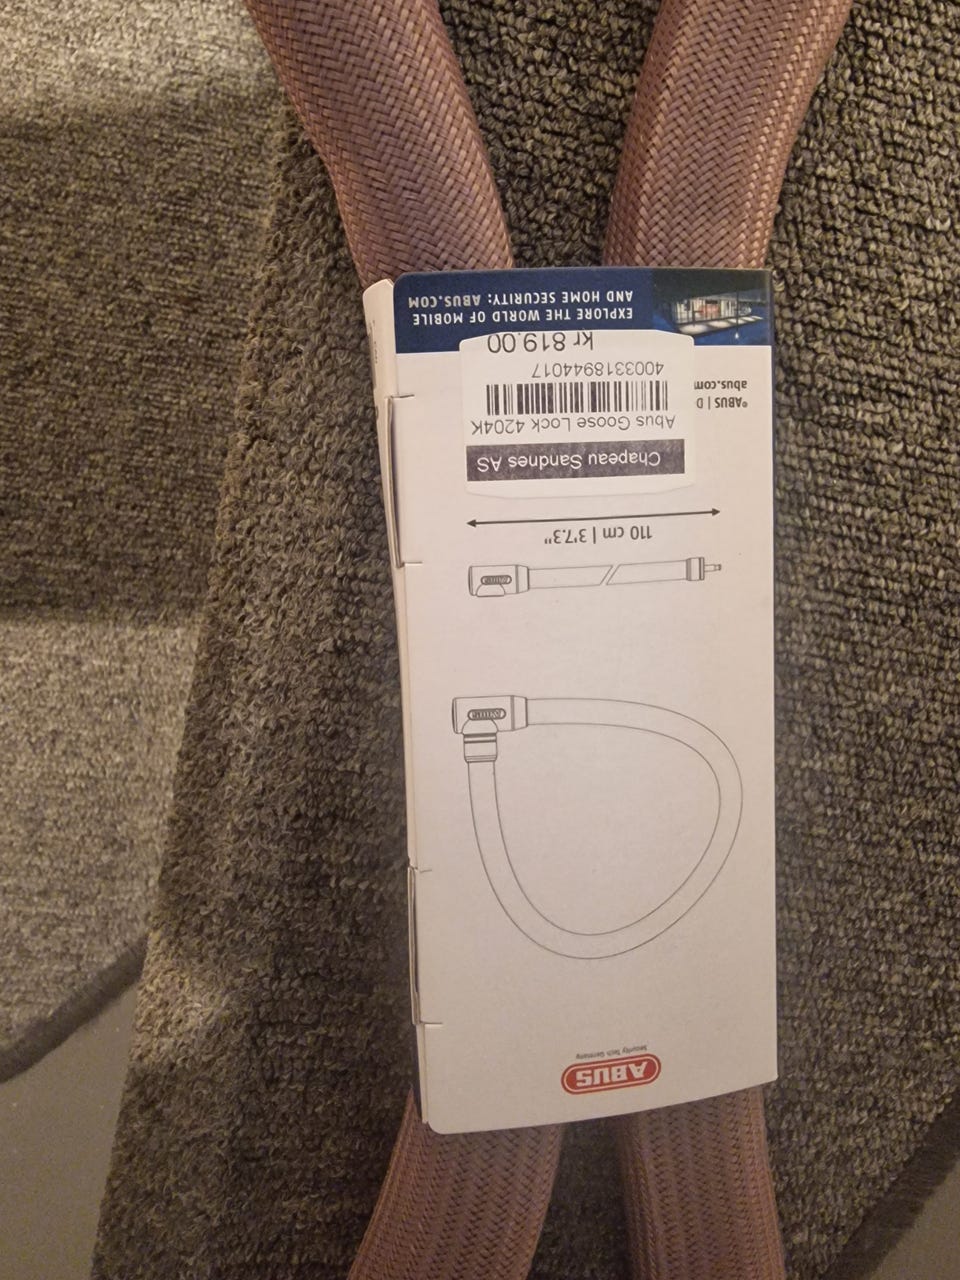 ABUS
Security Tech Germany
110 cm | 3'7.3"
Chapeau Sandnes AS
Abus Goose Lock 4204K
4003318944017
kr 819.00
®ABUS | D
abus.com
EXPLORE THE WORLD OF MOBILE
AND HOME SECURITY: ABUS.COM